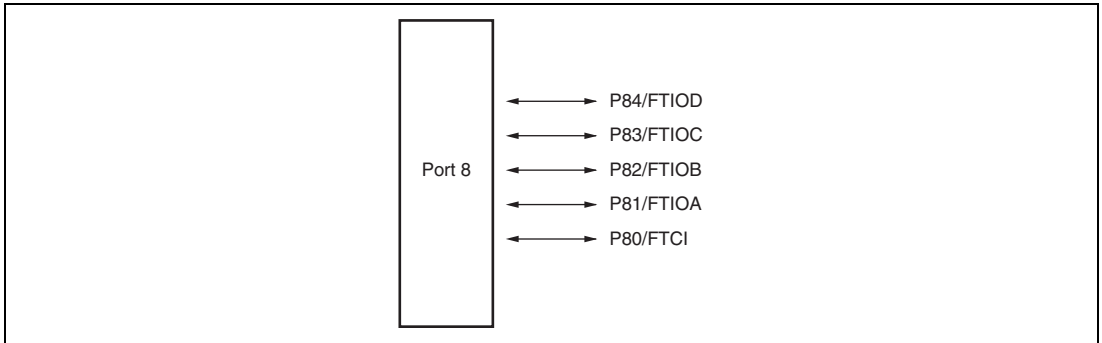 Port 8
P84/FTIOD
P83/FTIOC
P82/FTIOB
P81/FTIOA
P80/FTCI